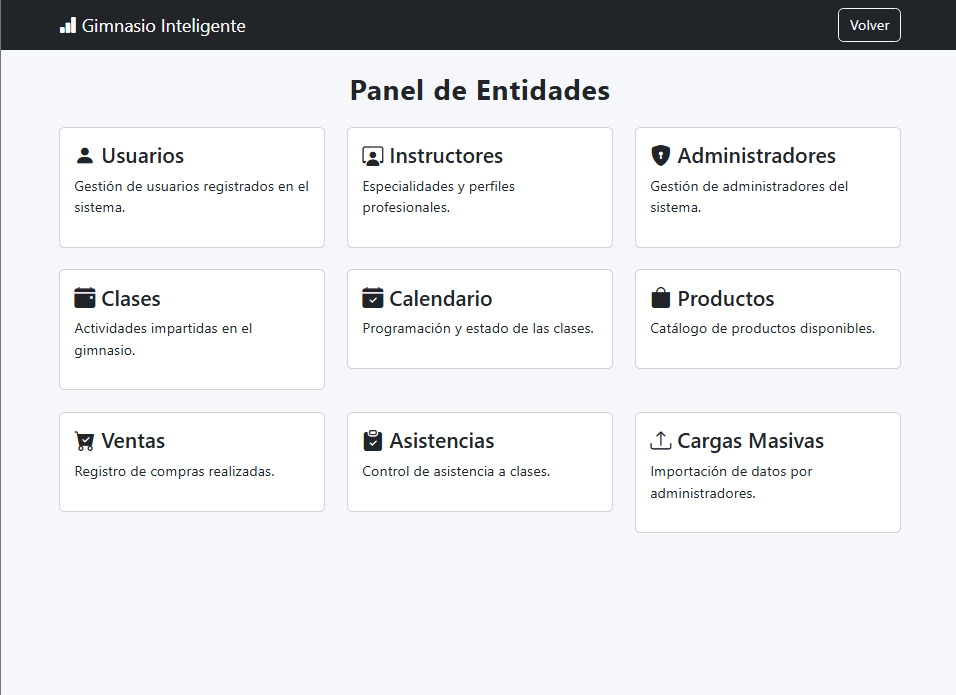 Gimnasio Inteligente
Volver
Panel de Entidades
Usuarios
Gestión de usuarios registrados en el
sistema.
Instructores
Especialidades y perfiles
profesionales.
Administradores
Gestión de administradores del
sistema.
Clases
Actividades impartidas en el
gimnasio.
Calendario
Programación y estado de las clases.
Productos
Catálogo de productos disponibles.
Ventas
Registro de compras realizadas.
Asistencias
Control de asistencia a clases.
Cargas Masivas
Importación de datos por
administradores.